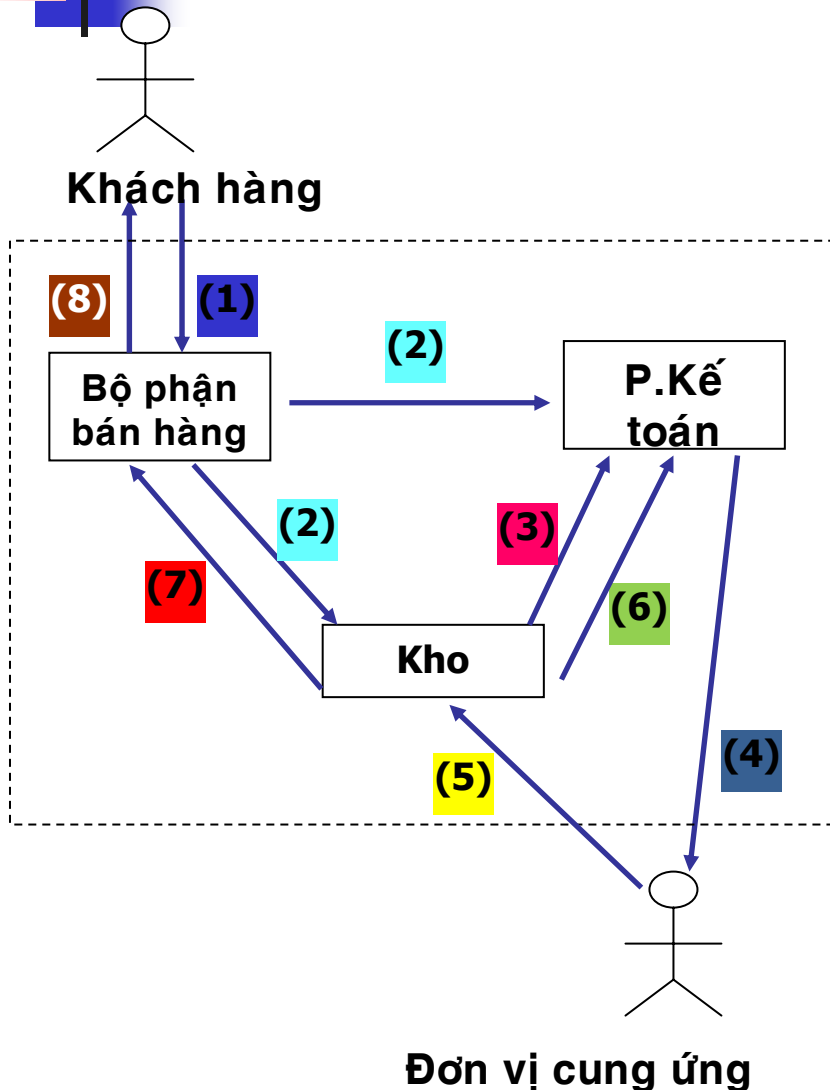 Khách hàng
(8)
(1)
(2)
Bộ phận
bán hàng
P.Kế
toán
(2)
(3)
(7)
(6)
Kho
(4)
(5)
Đơn vị cung ứng